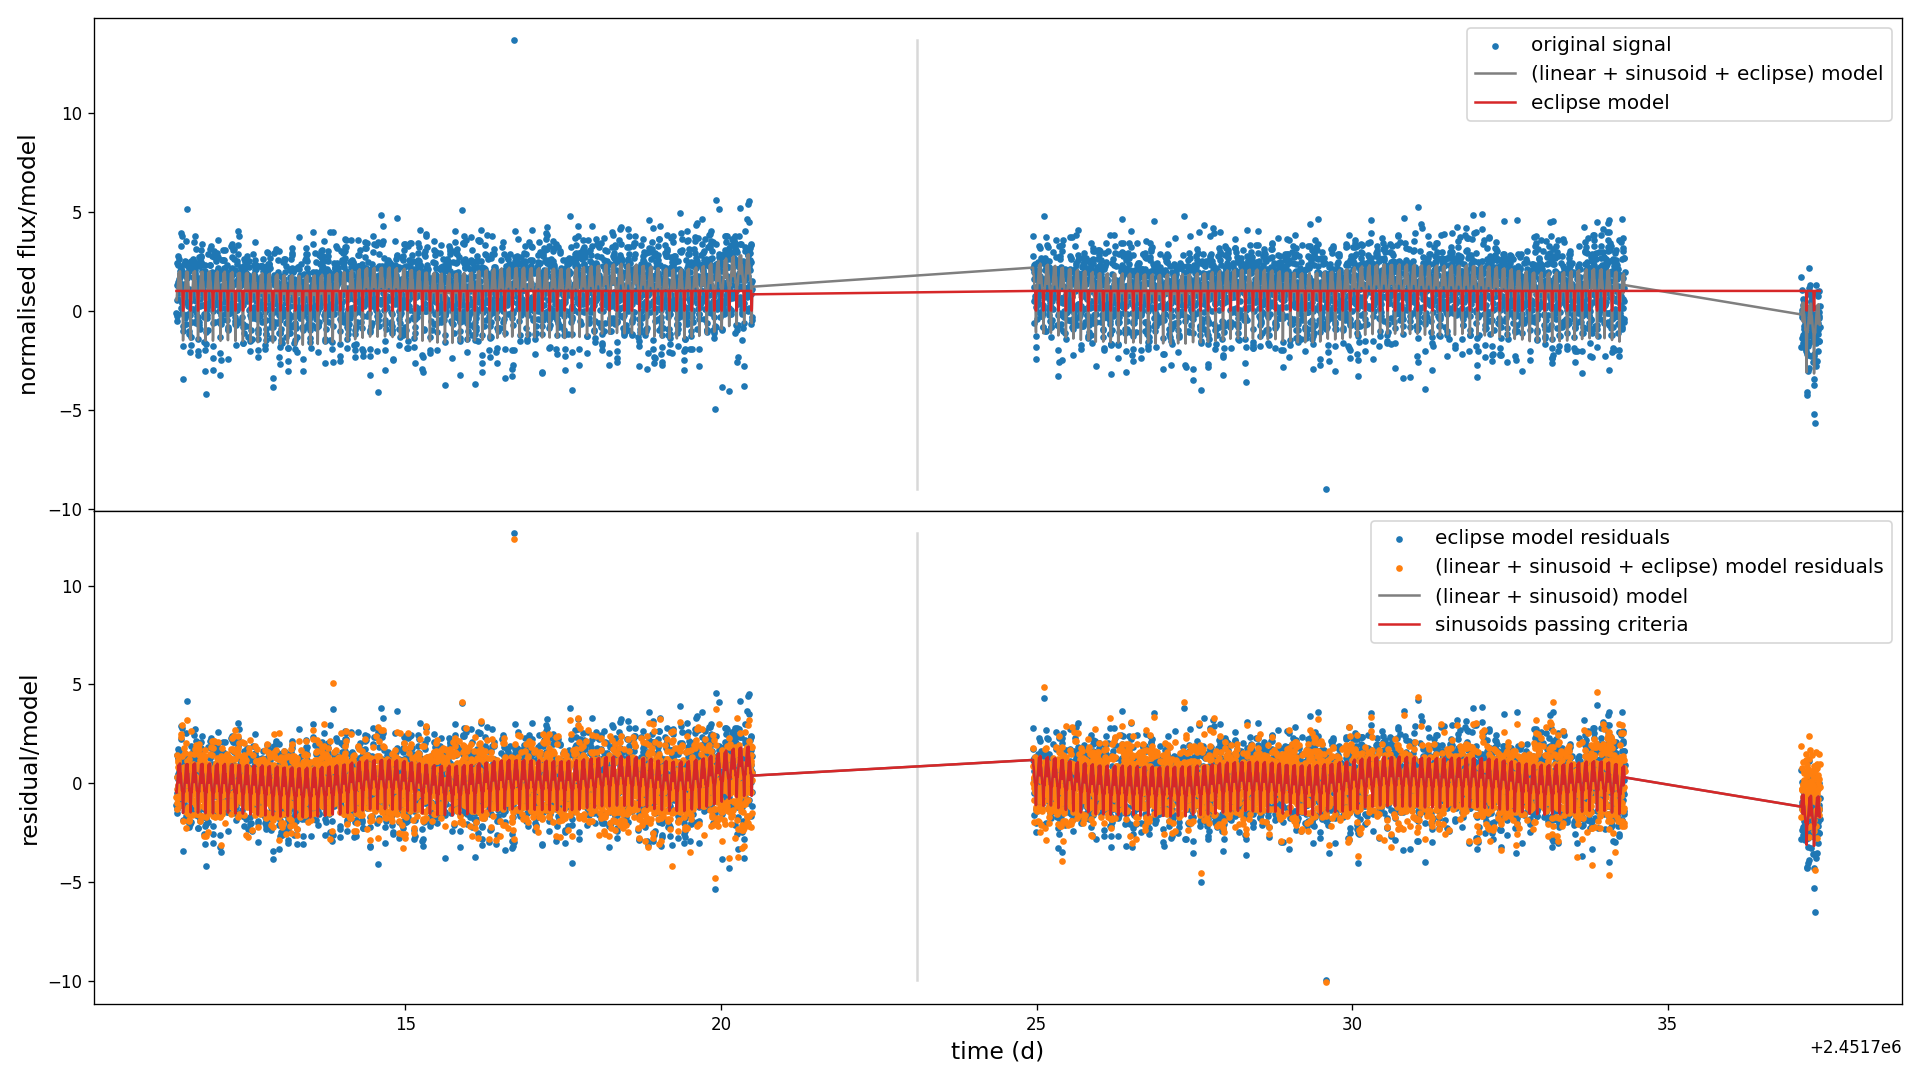 original signal
(linear + sinusoid + eclipse) model
eclipse model
normalised flux/model
10
5
0
−5
−10
eclipse model residuals
(linear + sinusoid + eclipse) model residuals
(linear + sinusoid) model
sinusoids passing criteria
residual/model
10
5
0
−5
−10
15
20
25
30
35
time (d)
+2.4517e6